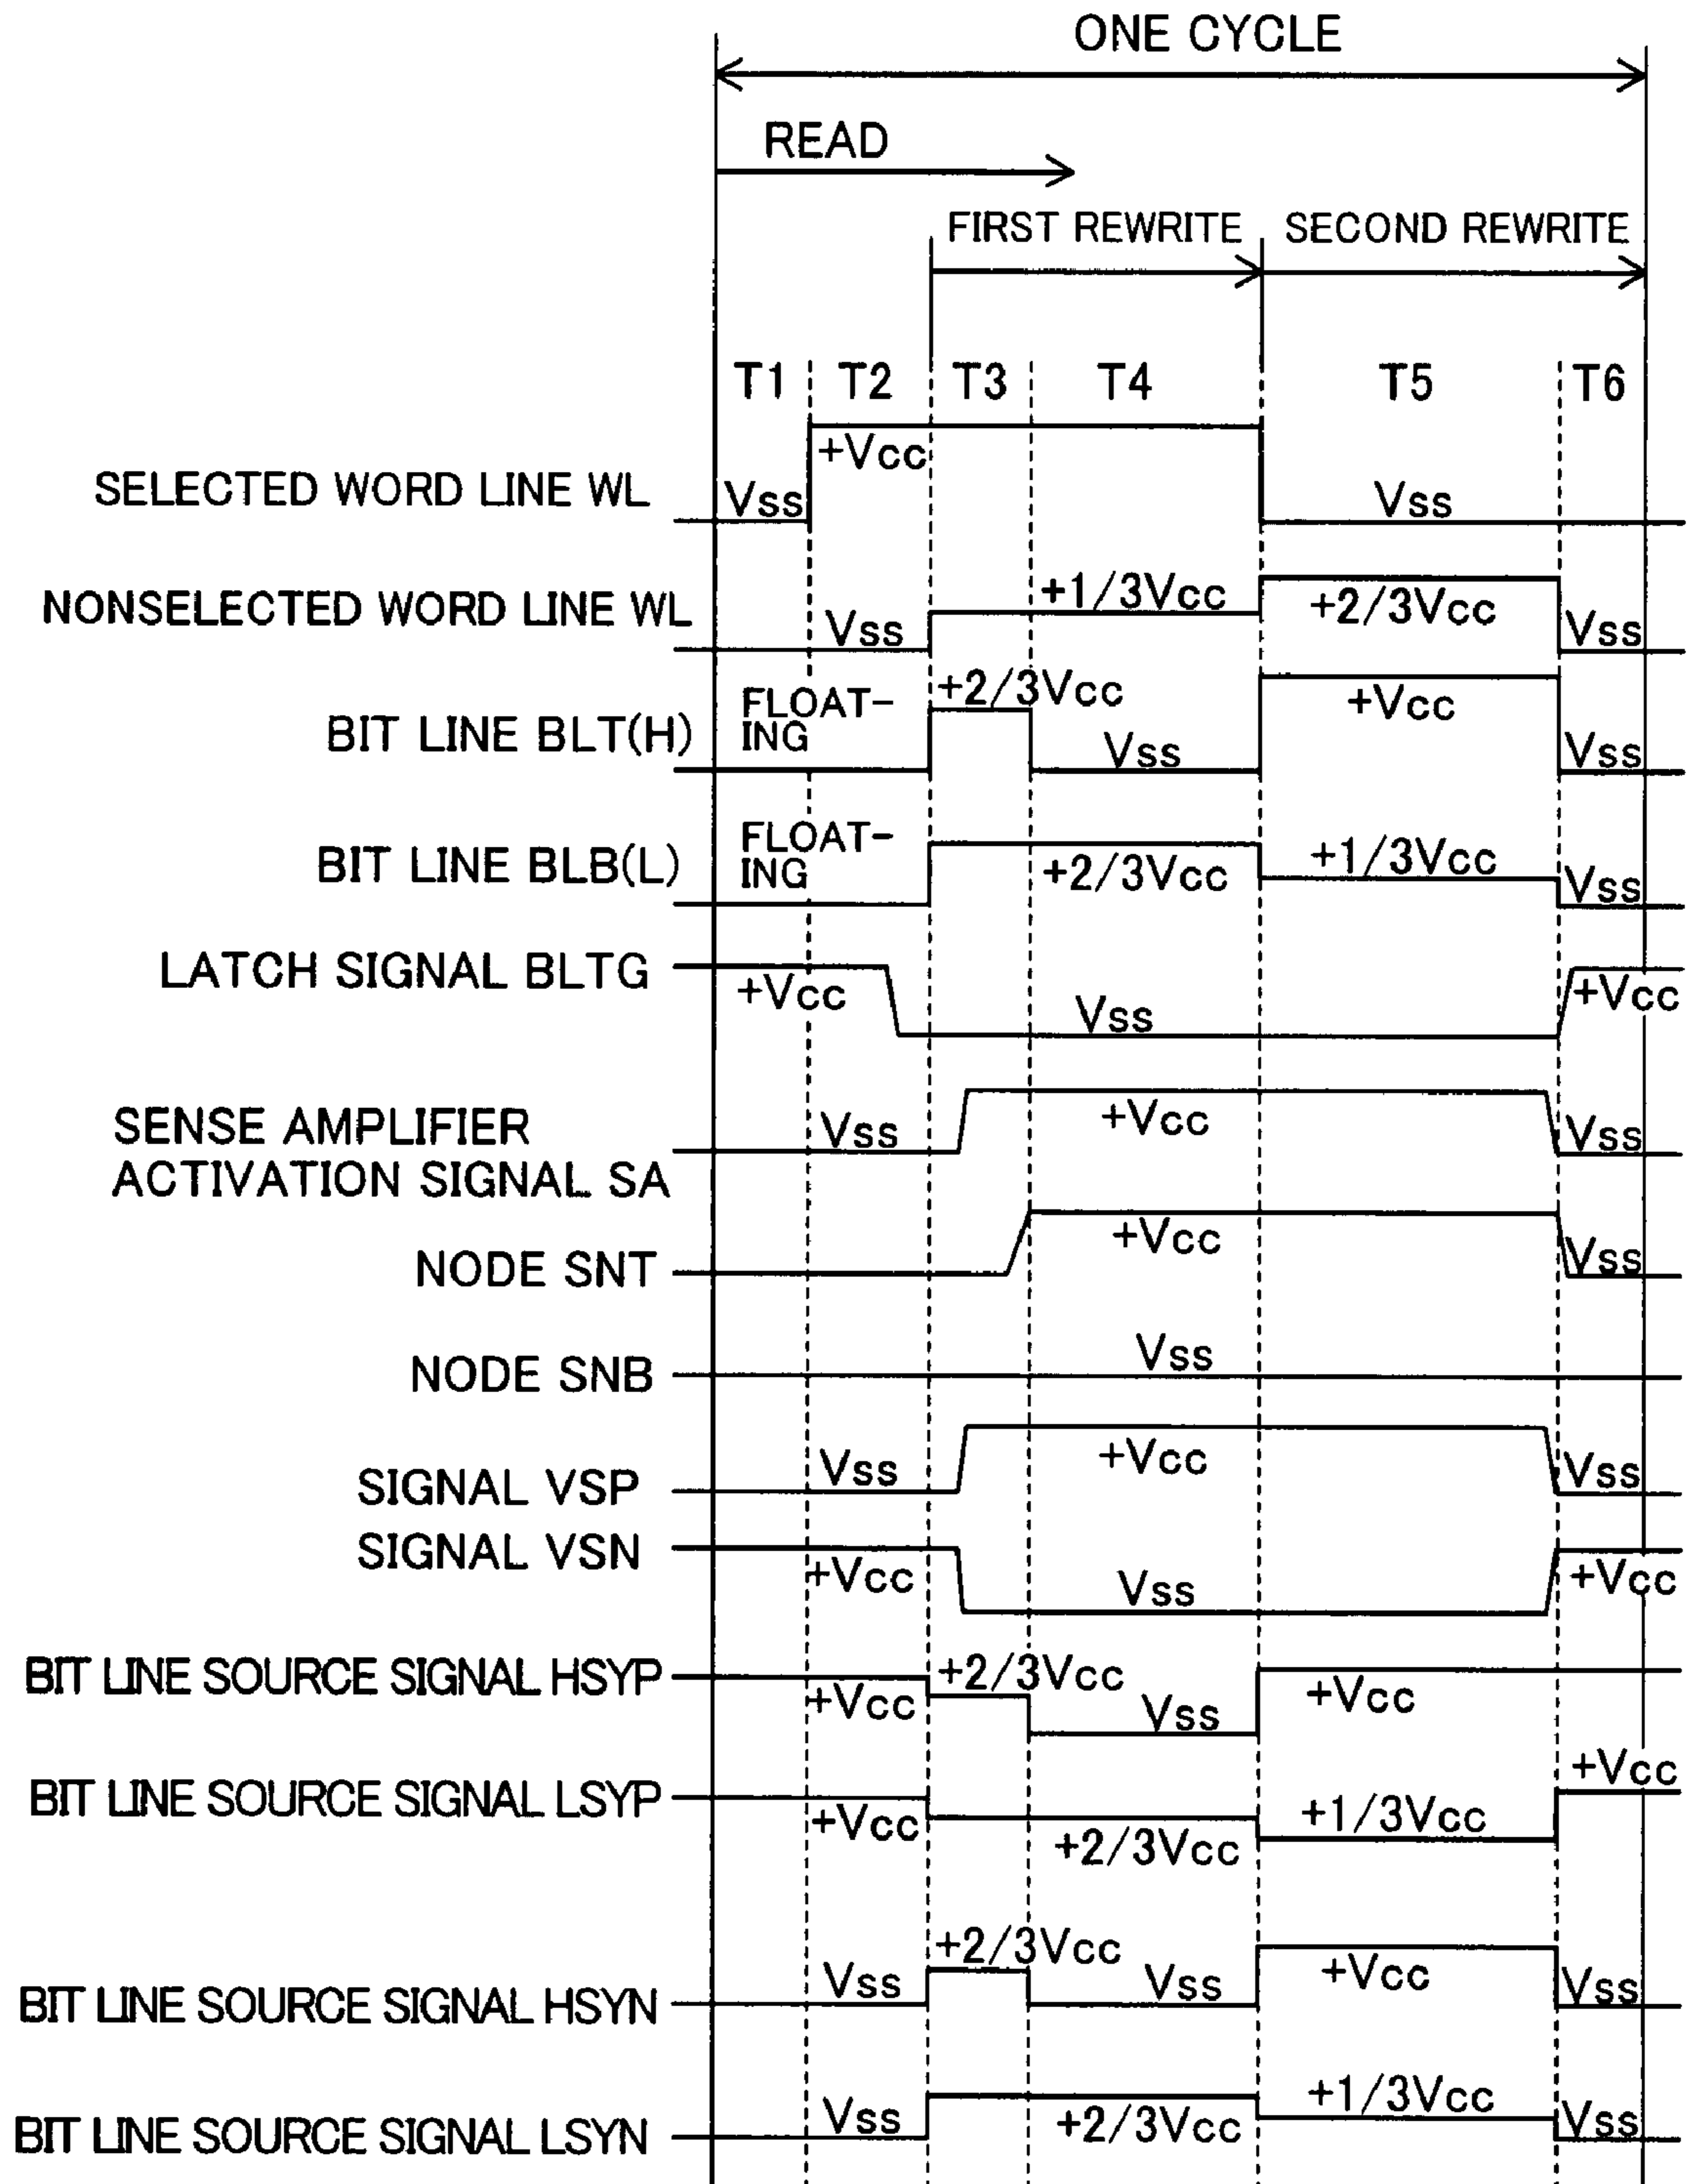 ONE CYCLE
READ
FIRST REWRITE SECOND REWRITE
T1 T2 T3 T4 T5 T6
SELECTED WORD LINE WL Vss +Vcc Vss
NONSELECTED WORD LINE WL Vss +1/3Vcc +2/3Vcc Vss
BIT LINE BLT(H) FLOAT-
ING +2/3Vcc Vss +Vcc Vss
BIT LINE BLB(L) FLOAT-
ING +2/3Vcc +1/3Vcc Vss
LATCH SIGNAL BLTG +Vcc Vss +Vcc
SENSE AMPLIFIER
ACTIVATION SIGNAL SA Vss +Vcc Vss
NODE SNT +Vcc Vss
NODE SNB Vss
SIGNAL VSP Vss +Vcc Vss
SIGNAL VSN +Vcc Vss +Vcc
BIT LINE SOURCE SIGNAL HSYP +Vcc +2/3Vcc Vss +Vcc
BIT LINE SOURCE SIGNAL LSYP +Vcc +2/3Vcc +1/3Vcc +Vcc
BIT LINE SOURCE SIGNAL HSYN Vss +2/3Vcc Vss +Vcc Vss
BIT LINE SOURCE SIGNAL LSYN Vss +2/3Vcc +1/3Vcc Vss